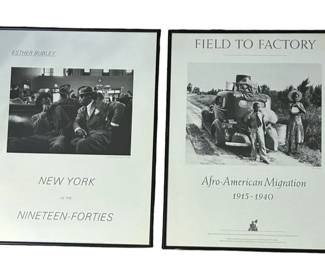 ESTHER BUBLEY
NEW YORK
IN THE
NINETEEN-FORTIES
FIELD TO FACTORY
Afro-American Migration
1915-1940